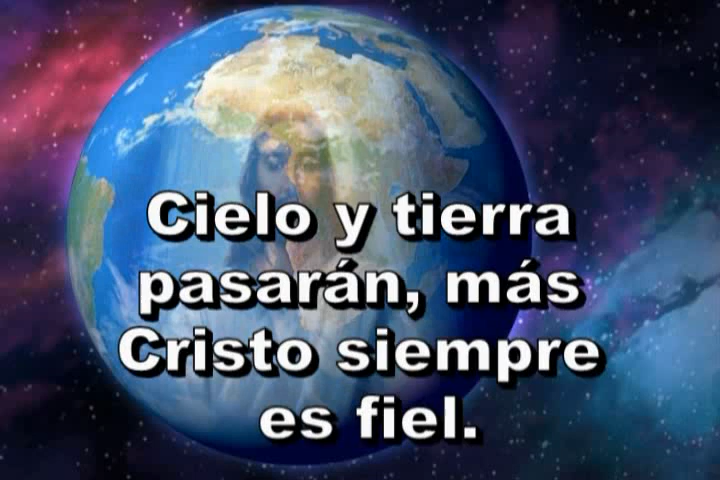 Cielo y tierra
pasarán, más
Cristo siempre
es fiel.